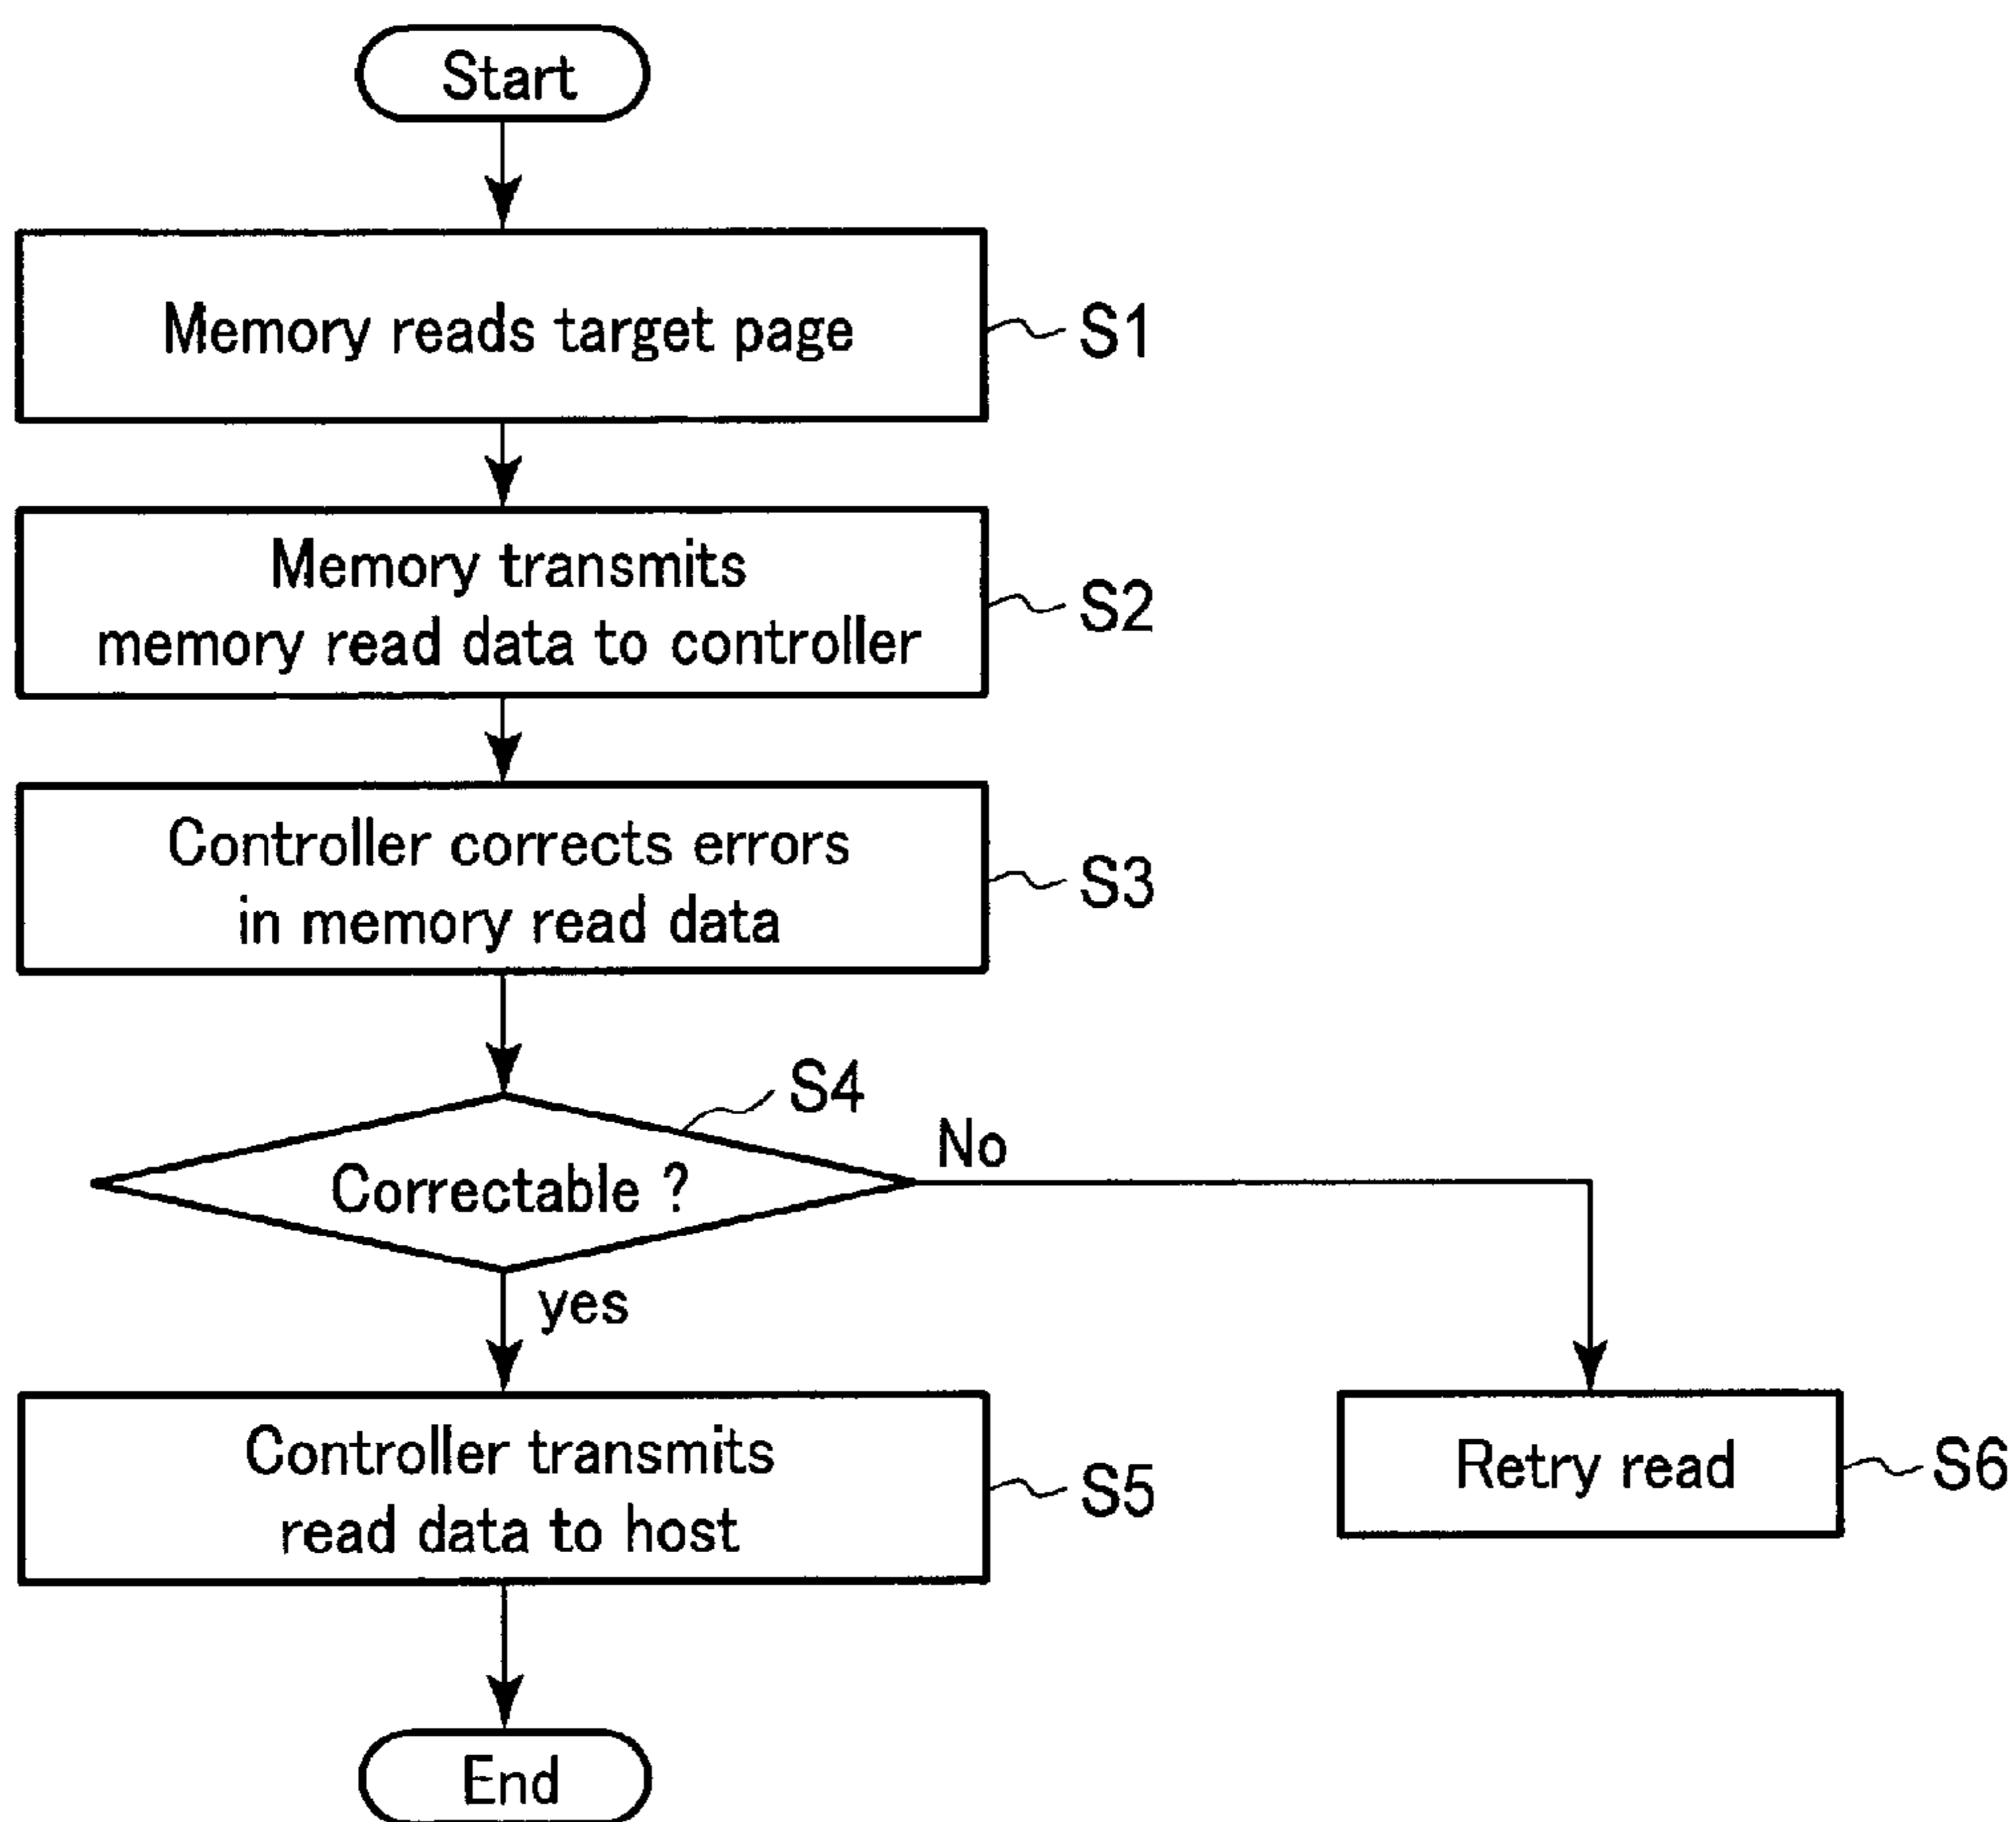 Start
Memory reads target page
S1
Memory transmits
memory read data to controller
S2
Controller corrects errors
in memory read data
S3
S4
Correctable ?
No
yes
Controller transmits
read data to host
S5
Retry read
S6
End